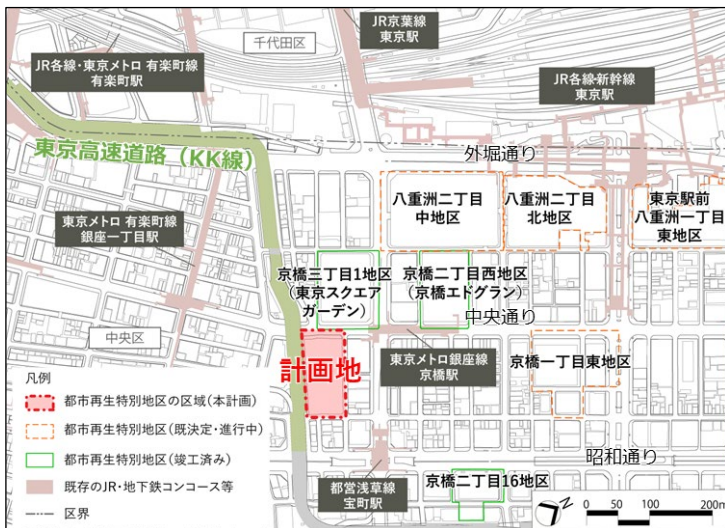 千代田区
JR京葉線
東京駅
JR各線・東京メトロ 有楽町線
有楽町駅
JR各線・新幹線
東京駅
東京高速道路（KK線）
外堀通り
八重洲二丁目
中地区
八重洲二丁目
北地区
東京駅前
八重洲一丁目
東地区
東京メトロ 有楽町線
銀座一丁目駅
京橋三丁目1地区
（東京スクエア
ガーデン）
京橋二丁目西地区
（京橋エドグラン）
中央通り
中央区
計画地
東京メトロ銀座線
京橋駅
京橋一丁目東地区
凡例
都市再生特別地区の区域（本計画）
都市再生特別地区（既決定・進行中）
都市再生特別地区（竣工済み）
既存のJR・地下鉄コンコース等
区界
昭和通り
都営浅草線
宝町駅
京橋二丁目16地区
N
0 50 100 200m